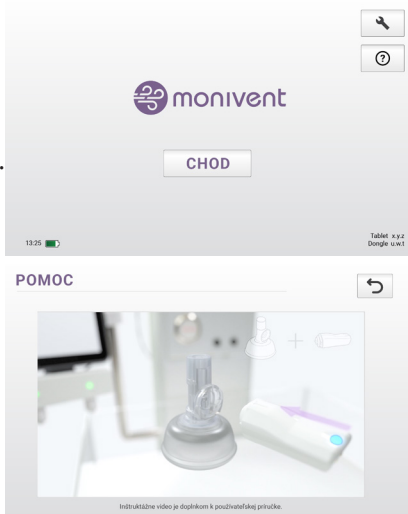 monivent
CHOD
13:25
Tablet x.y.z
Dongle u.w.t
POMOC
Inštruktážne video je doplnkom k používateľskej príručke.